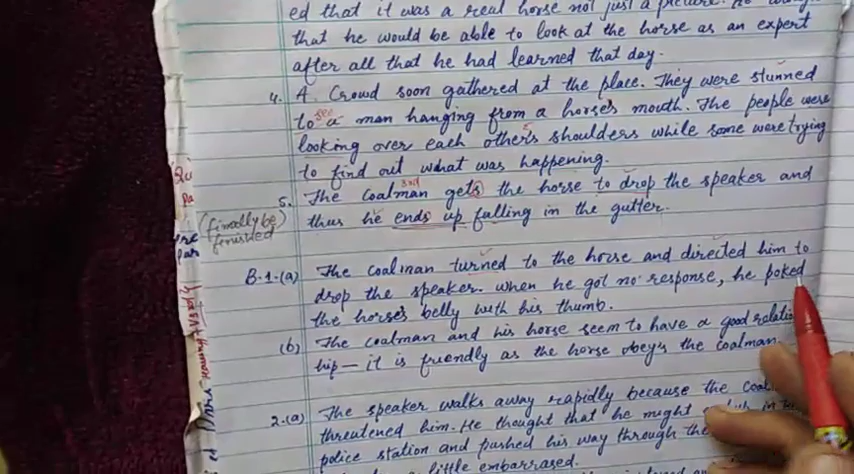 ed that it was a real horse not just a picture. He
that he would be able to look at the horse as an expert
after all that he had learned that day.
4. A Crowd soon gathered at the place. They were stunned
to see a man hanging from a horse's mouth. The people were
looking over each other's shoulders while some were trying
to find out what was happening.
5. The coalman gets the horse to drop the speaker and
thus he ends up falling in the gutter.
(finally be
finished
B.1.(a) The coalman turned to the horse and directed him to
drop the speaker. When he got no response, he poked
the horse's belly with his thumb.
(b) The coalman and his horse seem to have a good relation
hip — it is friendly as the horse obeys the coalman.
2.(a) The speaker walks away rapidly because the coal
threatened him. He thought that he might
police station and pushed his way through the
a little embarrassed.